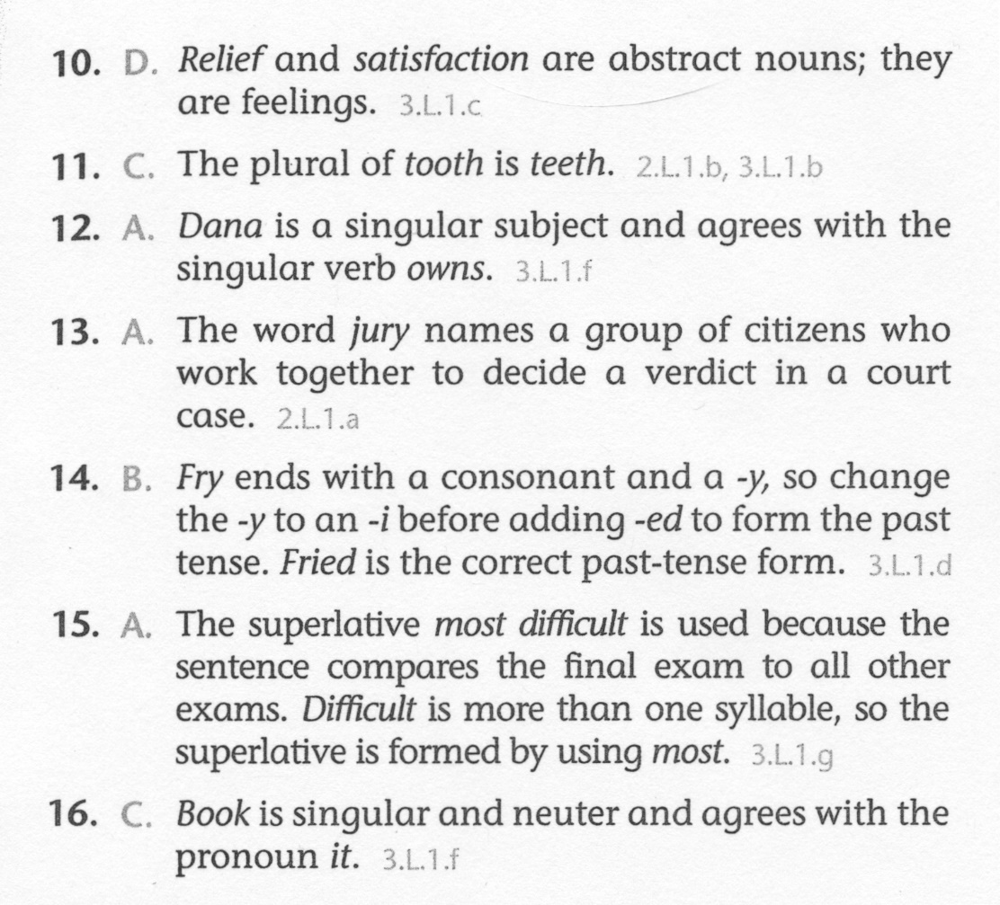 10. D. Relief and satisfaction are abstract nouns; they
are feelings. 3.L.1.c
11. C. The plural of tooth is teeth. 2.L.1.b, 3.L.1.b
12. A. Dana is a singular subject and agrees with the
singular verb owns. 3.L.1.f
13. A. The word jury names a group of citizens who
work together to decide a verdict in a court
case. 2.L.1.a
14. B. Fry ends with a consonant and a -y, so change
the -y to an -i before adding -ed to form the past
tense. Fried is the correct past-tense form. 3.L.1.d
15. A. The superlative most difficult is used because the
sentence compares the final exam to all other
exams. Difficult is more than one syllable, so the
superlative is formed by using most. 3.L.1.g
16. C. Book is singular and neuter and agrees with the
pronoun it. 3.L.1.f